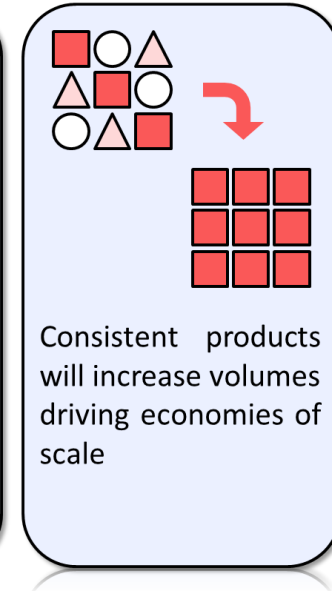 Consistent products
will increase volumes
driving economies of
scale